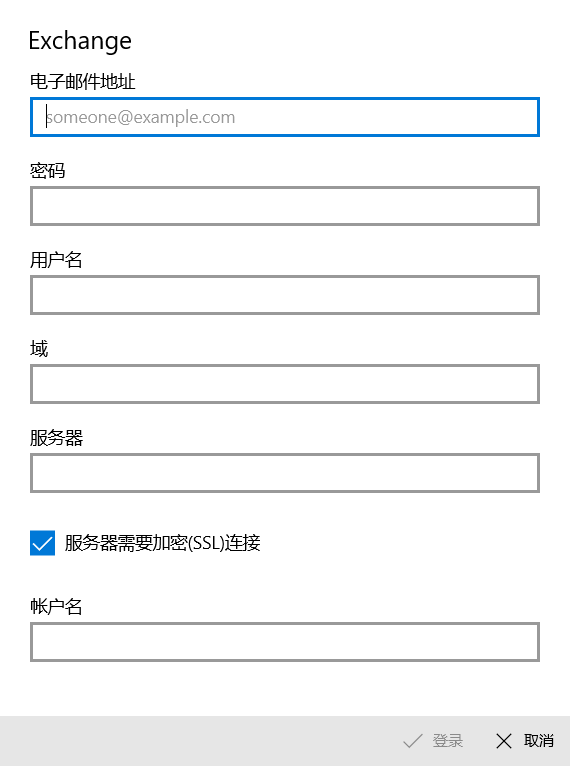 Exchange
电子邮件地址
someone@example.com
密码
用户名
域
服务器
服务器需要加密(SSL)连接
帐户名
登录
取消